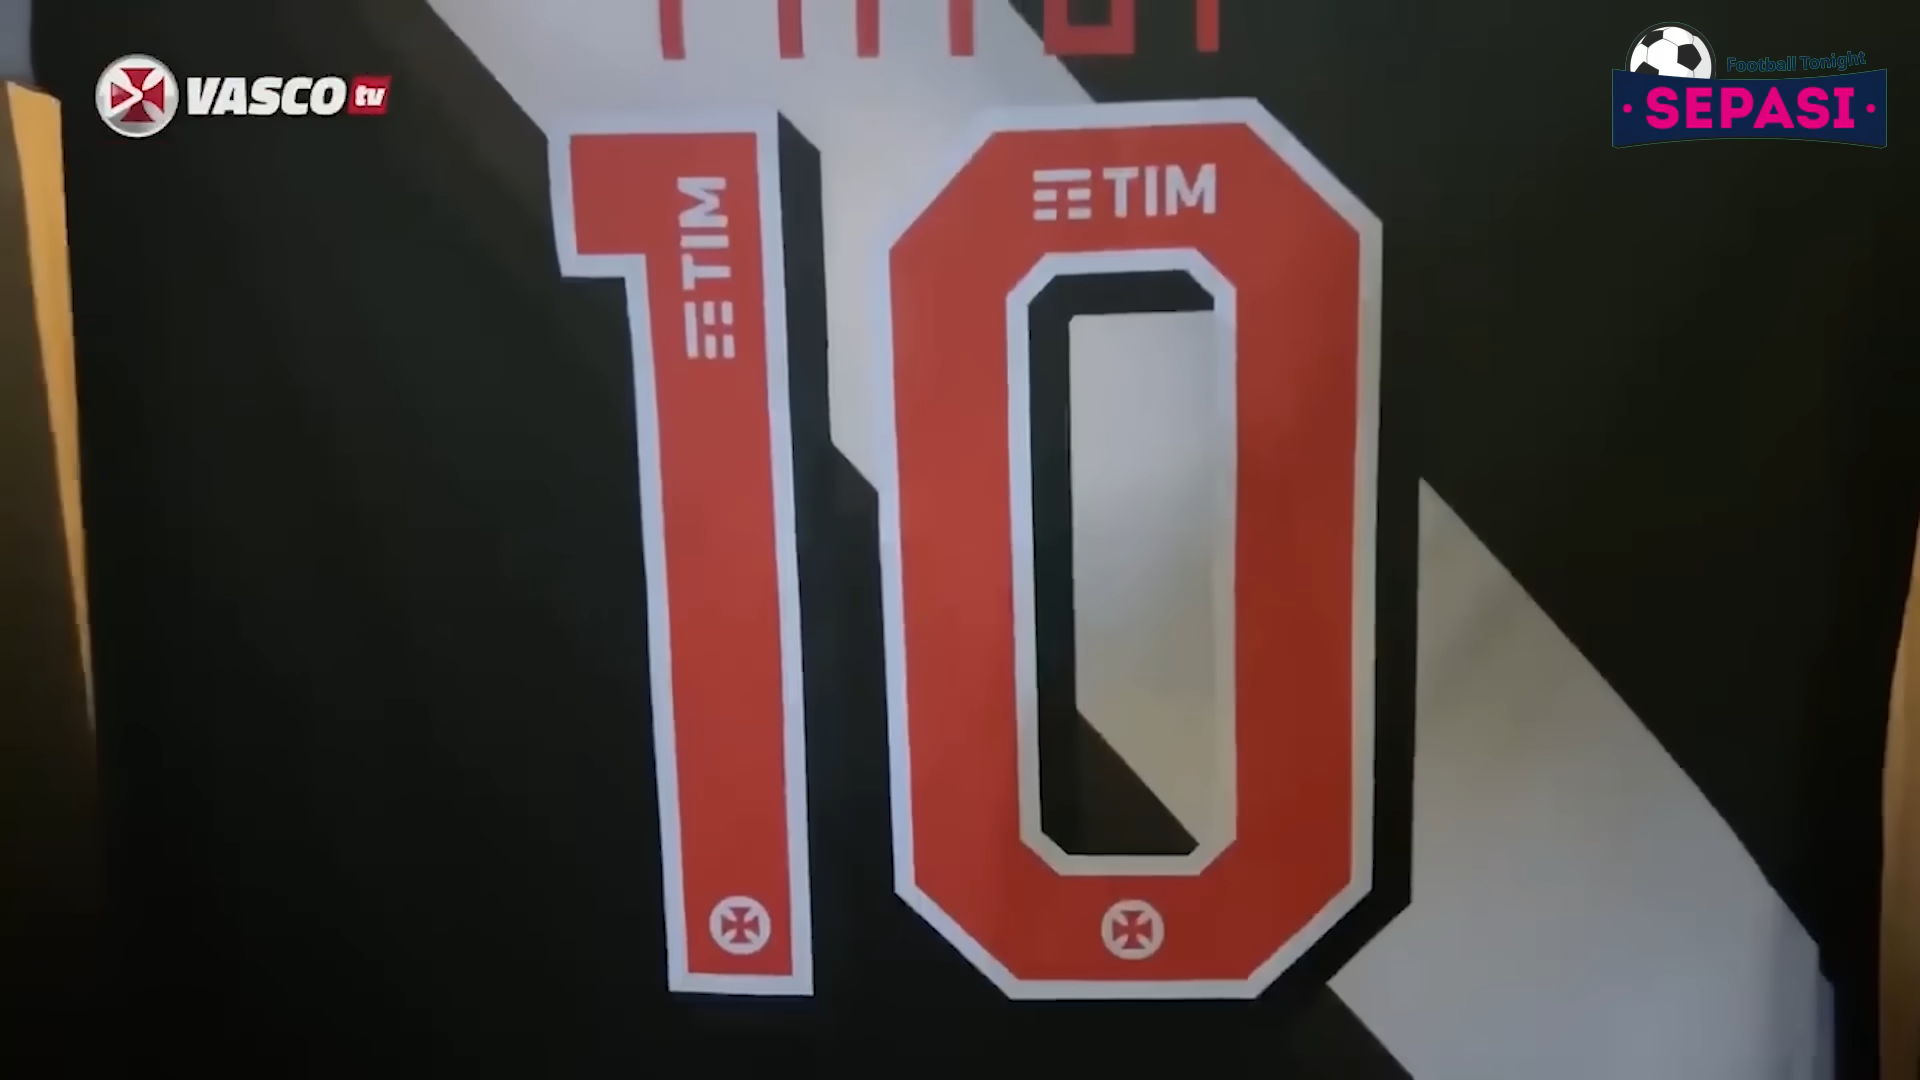 VASCO tv
Football Tonight
SEPASI
10
TIM
TIM